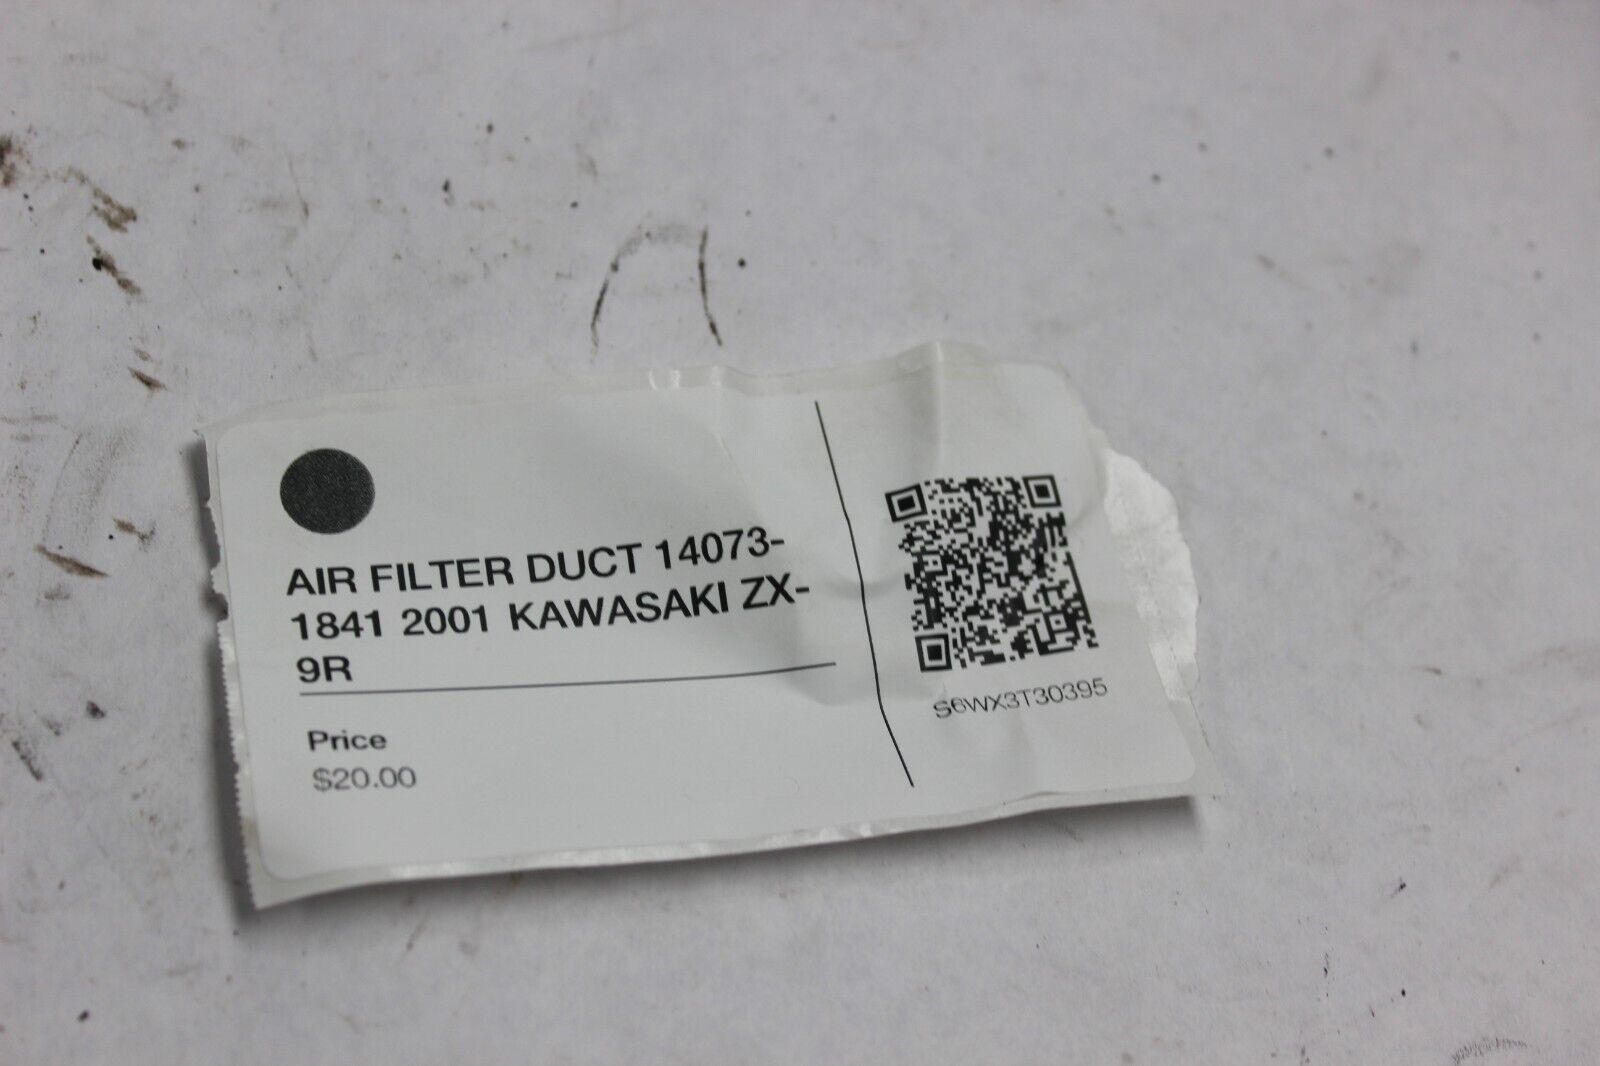 AIR FILTER DUCT 14073-
1841 2001 KAWASAKI ZX-
9R
Price
$20.00
S6WX3T30395